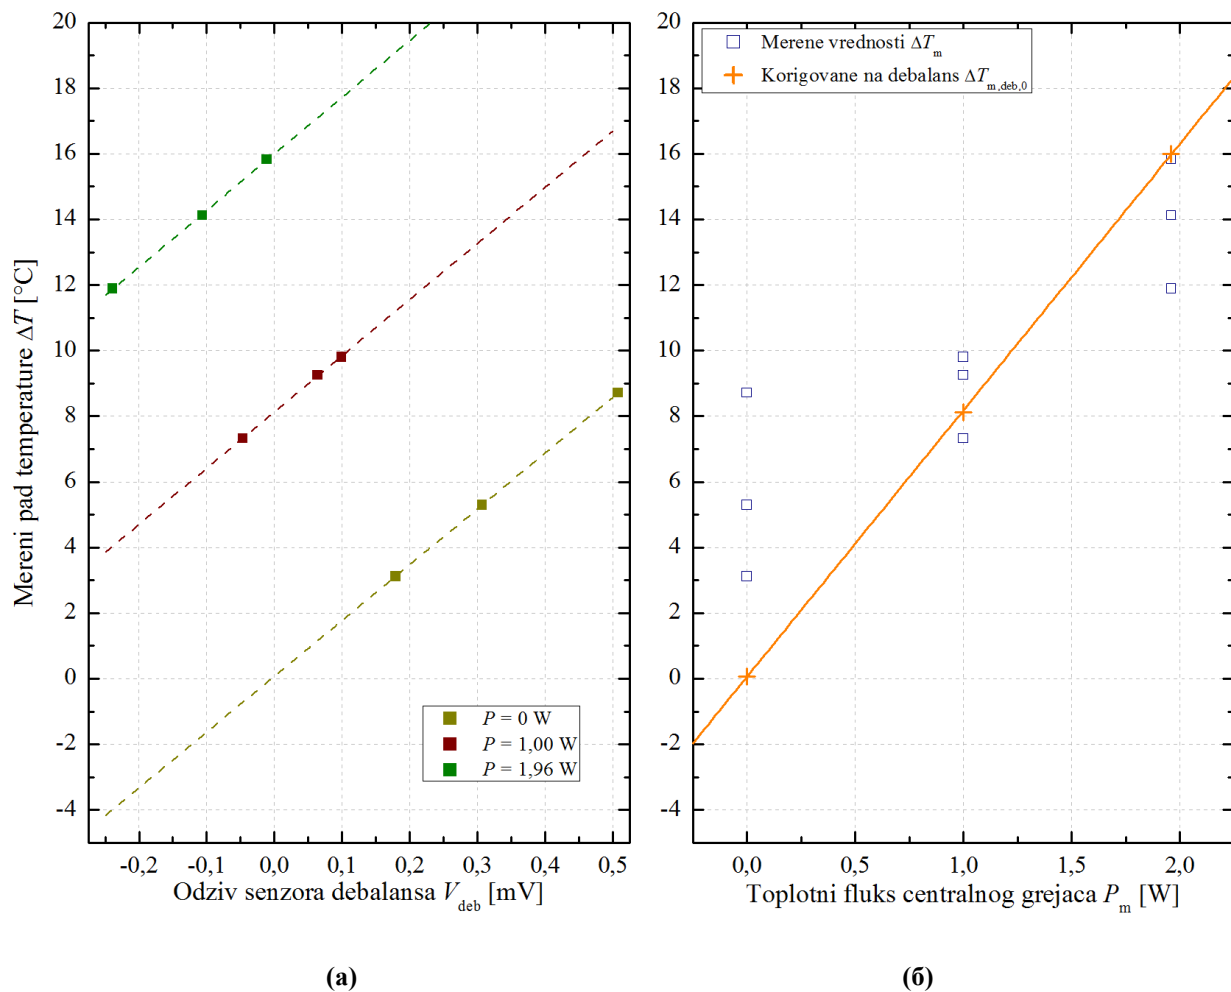 20
18
16
14
12
10
8
6
4
2
0
-2
-4
Mereni pad temperature ΔT [°C]
-0,2 -0,1 0,0 0,1 0,2 0,3 0,4 0,5
Odziv senzora debalansa V_deb [mV]
P = 0 W
P = 1,00 W
P = 1,96 W
(а)
20
18
16
14
12
10
8
6
4
2
0
-2
-4
Merene vrednosti ΔT_m
Korigovane na debalans ΔT_m,deb,0
0,0 0,5 1,0 1,5 2,0
Toplotni fluks centralnog grejaca P_m [W]
(б)